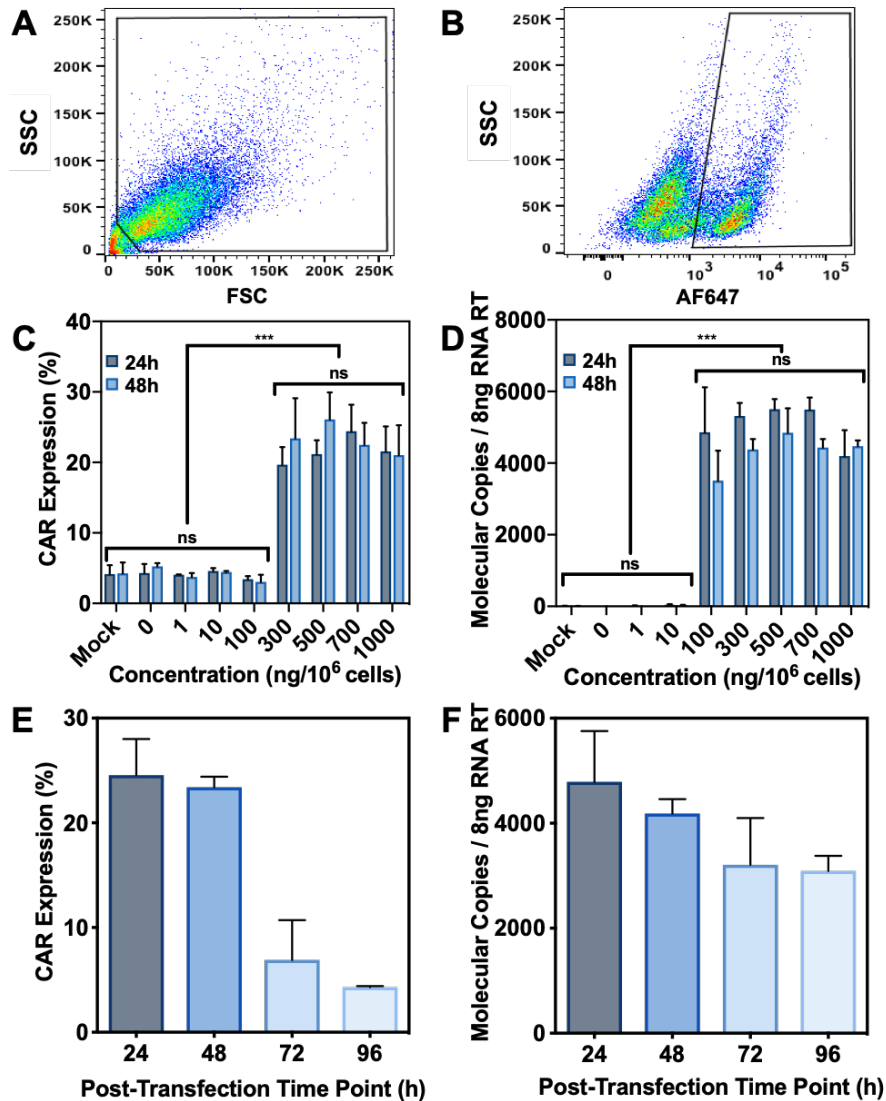 A
SSC
250K
200K
150K
100K
50K
0
0
50K
100K
150K
200K
250K
FSC
B
SSC
250K
200K
150K
100K
50K
0
0
10³
10⁴
10⁵
AF647
C
CAR Expression (%)
40
30
20
10
0
24h
48h
***
ns
ns
Mock
0
1
10
100
300
500
700
1000
Concentration (ng/10⁶ cells)
D
Molecular Copies / 8ng RNA RT
8000
6000
4000
2000
0
24h
48h
***
ns
ns
Mock
0
1
10
100
300
500
700
1000
Concentration (ng/10⁶ cells)
E
CAR Expression (%)
30
20
10
0
24
48
72
96
Post-Transfection Time Point (h)
F
Molecular Copies / 8ng RNA RT
6000
4000
2000
0
24
48
72
96
Post-Transfection Time Point (h)